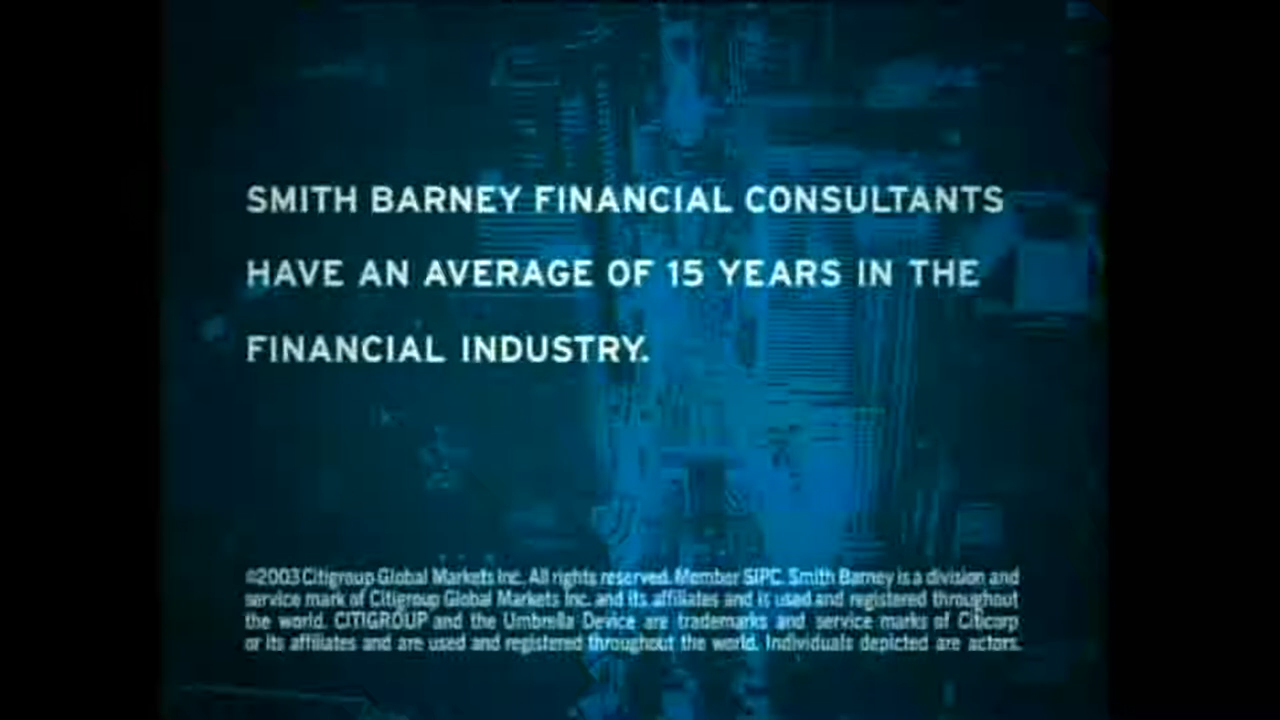 SMITH BARNEY FINANCIAL CONSULTANTS
HAVE AN AVERAGE OF 15 YEARS IN THE
FINANCIAL INDUSTRY.
©2003 Citigroup Global Markets Inc. All rights reserved. Member SIPC. Smith Barney is a division and
service mark of Citigroup Global Markets Inc. and its affiliates and is used and registered throughout
the world. CITIGROUP and the Umbrella Device are trademarks and service marks of Citicorp
or its affiliates and are used and registered throughout the world. Individuals depicted are actors.